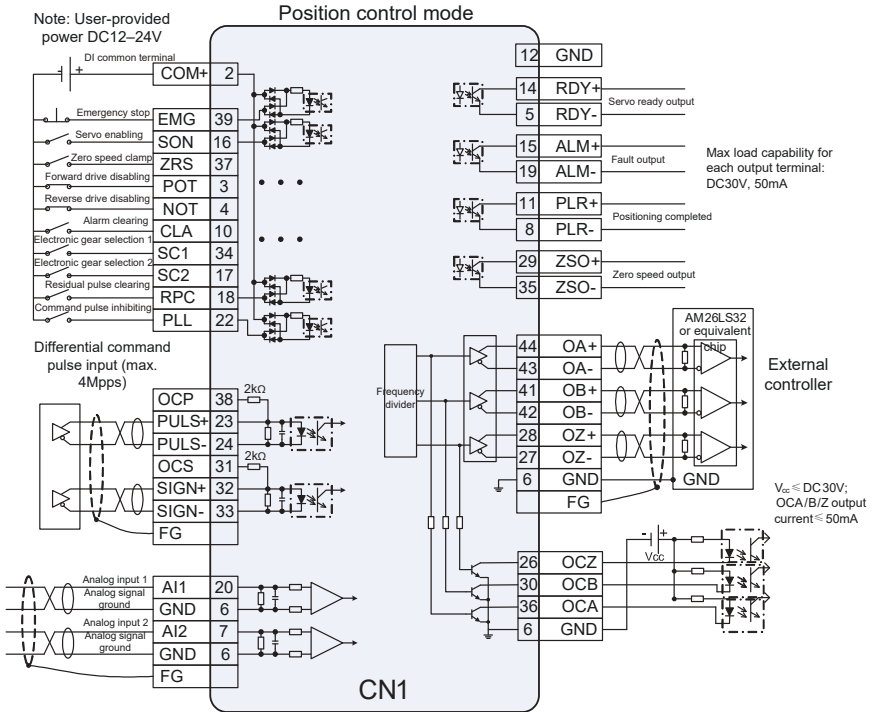 Position control mode
Note: User-provided
power DC12–24V
DI common terminal
- +
COM+ 2
Emergency stop
EMG 39
Servo enabling
SON 16
Zero speed clamp
ZRS 37
Forward drive disabling
POT 3
Reverse drive disabling
NOT 4
Alarm clearing
CLA 10
Electronic gear selection 1
SC1 34
Electronic gear selection 2
SC2 17
Residual pulse clearing
RPC 18
Command pulse inhibiting
PLL 22
Differential command
pulse input (max.
4Mpps)
OCP 38 2kΩ
PULS+ 23
PULS- 24
OCS 31 2kΩ
SIGN+ 32
SIGN- 33
FG
Analog input 1
AI1 20
Analog signal
ground
GND 6
Analog input 2
AI2 7
Analog signal
ground
GND 6
FG
CN1
12 GND
14 RDY+
Servo ready output
5 RDY-
15 ALM+
Fault output
19 ALM-
11 PLR+
Positioning completed
8 PLR-
29 ZSO+
Zero speed output
35 ZSO-
Max load capability for
each output terminal:
DC30V, 50mA
Frequency
divider
44 OA+
43 OA-
41 OB+
42 OB-
28 OZ+
27 OZ-
6 GND
FG
AM26LS32
or equivalent
chip
GND
External
controller
Vcc ≤ DC30V;
OCA/B/Z output
current ≤ 50mA
- +
Vcc
26 OCZ
30 OCB
36 OCA
6 GND